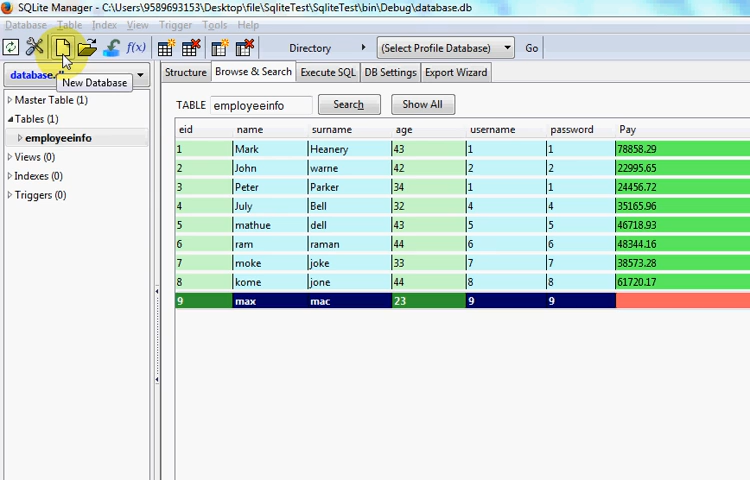 SQLite Manager - C:\Users\9589693153\Desktop\file\SqliteTest\SqliteTest\bin\Debug\database.db
Database Table Index View Trigger Tools Help
f(x) Directory (Select Profile Database) Go
database.db Structure Browse & Search Execute SQL DB Settings Export Wizard
New Database
Master Table (1)
Tables (1)
employeeinfo
Views (0)
Indexes (0)
Triggers (0)
TABLE employeeinfo Search Show All
eid name surname age username password Pay
1 Mark Heanery 43 1 1 78858.29
2 John warne 42 2 2 22995.65
3 Peter Parker 34 1 1 24456.72
4 July Bell 32 4 4 35165.96
5 mathue dell 43 5 5 46718.93
6 ram raman 44 6 6 48344.16
7 moke joke 33 7 7 38573.28
8 kome jone 44 8 8 61720.17
9 max mac 23 9 9